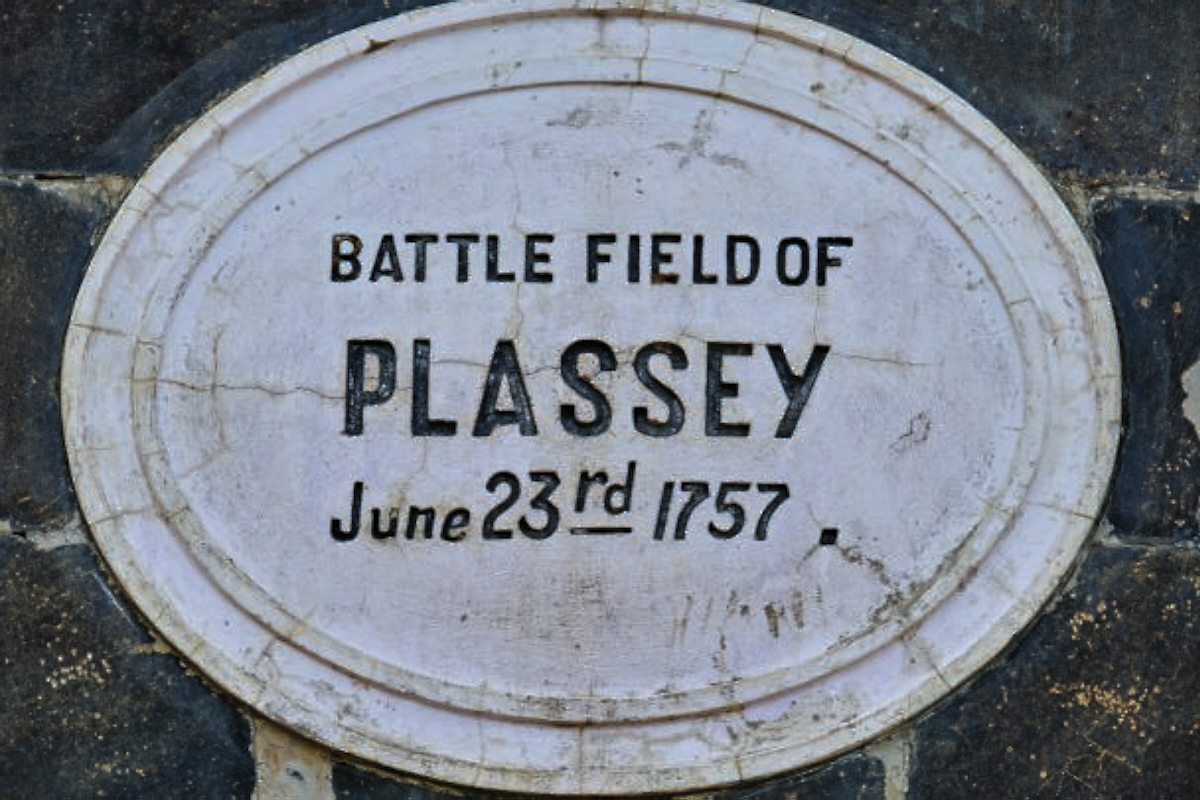 BATTLE FIELD OF
PLASSEY
June 23rd 1757 .